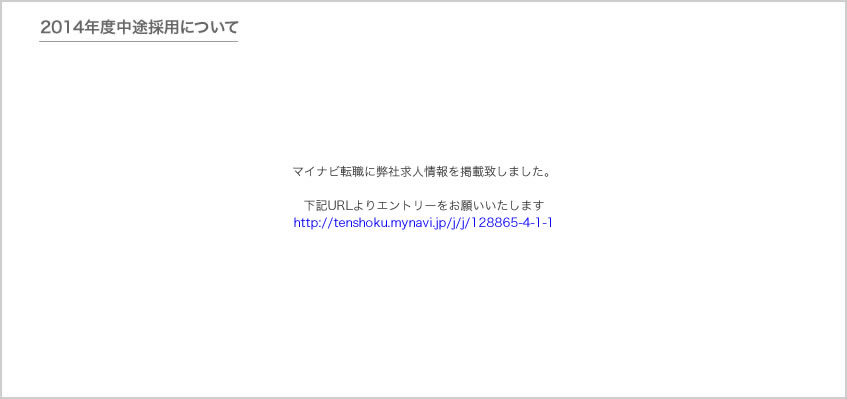 2014年度中途採用について
マイナビ転職に弊社求人情報を掲載致しました。
下記URLよりエントリーをお願いいたします
http://tenshoku.mynavi.jp/j/j/128865-4-1-1